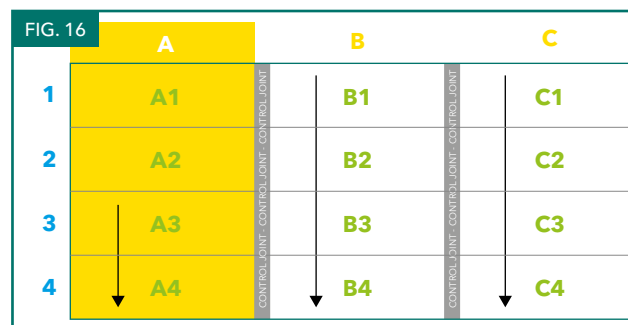 FIG. 16
A B C
1 A1 B1 C1
2 A2 B2 C2
3 A3 B3 C3
4 A4 B4 C4
CONTROL JOINT - CONTROL JOINT - CONTROL JOINT
CONTROL JOINT - CONTROL JOINT - CONTROL JOINT